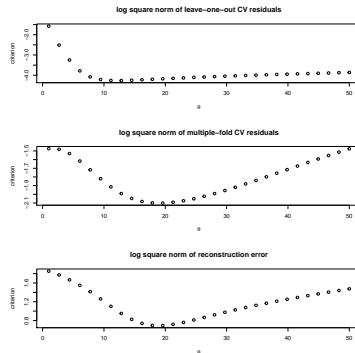 log square norm of leave−one−out CV residuals
criterion
−2.0
−3.0
−4.0
0 10 20 30 40 50
θ
log square norm of multiple−fold CV residuals
criterion
−1.5
−1.7
−1.9
−2.1
0 10 20 30 40 50
θ
log square norm of reconstruction error
criterion
1.6
1.2
0.8
0 10 20 30 40 50